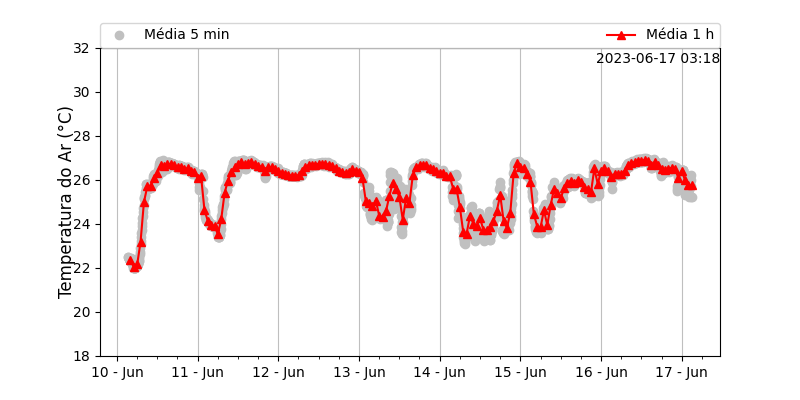 Média 5 min
Média 1 h
2023-06-17 03:18
Temperatura do Ar (°C)
32
30
28
26
24
22
20
18
10 - Jun
11 - Jun
12 - Jun
13 - Jun
14 - Jun
15 - Jun
16 - Jun
17 - Jun